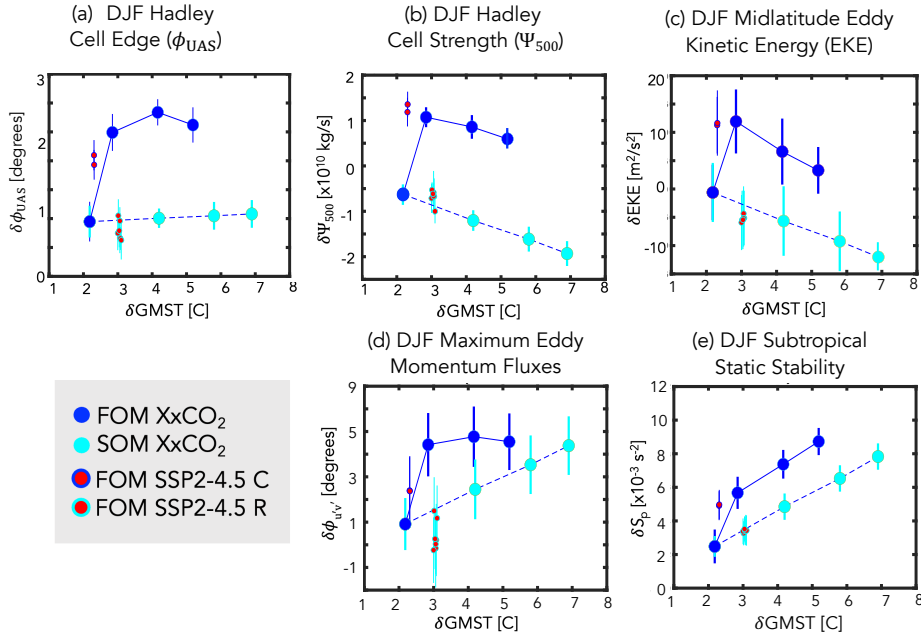 (a) DJF Hadley
Cell Edge (ϕUAS)
(b) DJF Hadley
Cell Strength (Ψ500)
(c) DJF Midlatitude Eddy
Kinetic Energy (EKE)
3
2
1
0
δϕUAS [degrees]
1 2 3 4 5 6 7 8
δGMST [C]
2
1
0
-1
-2
δΨ500 [x10^10 kg/s]
1 2 3 4 5 6 7 8
δGMST [C]
20
10
0
-10
δEKE [m²/s²]
1 2 3 4 5 6 7 8
δGMST [C]
(d) DJF Maximum Eddy
Momentum Fluxes
(e) DJF Subtropical
Static Stability
FOM XxCO₂
SOM XxCO₂
FOM SSP2-4.5 C
FOM SSP2-4.5 R
9
5
3
1
-1
δϕu'v' [degrees]
1 2 3 4 5 6 7 8
δGMST [C]
12
10
8
6
4
2
0
δSp [x10⁻³ s⁻²]
1 2 3 4 5 6 7 8
δGMST [C]